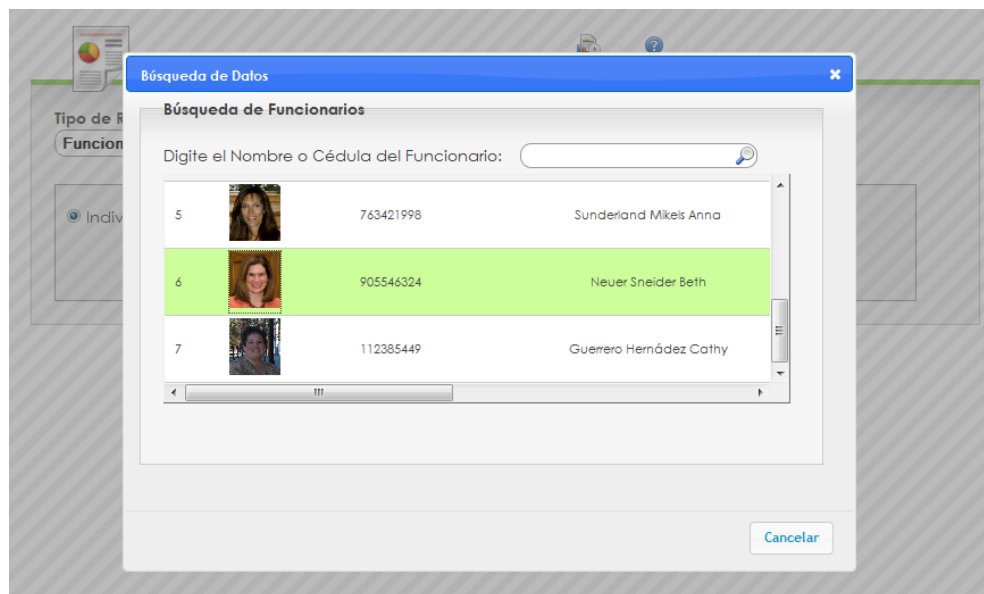 Búsqueda de Datos
Tipo de R
Búsqueda de Funcionarios
Funcion
Digite el Nombre o Cédula del Funcionario:
Indiv
5 763421998 Sunderland Mikels Anna
6 905546324 Neuer Sneider Beth
7 112385449 Guerrero Hernádez Cathy
Cancelar